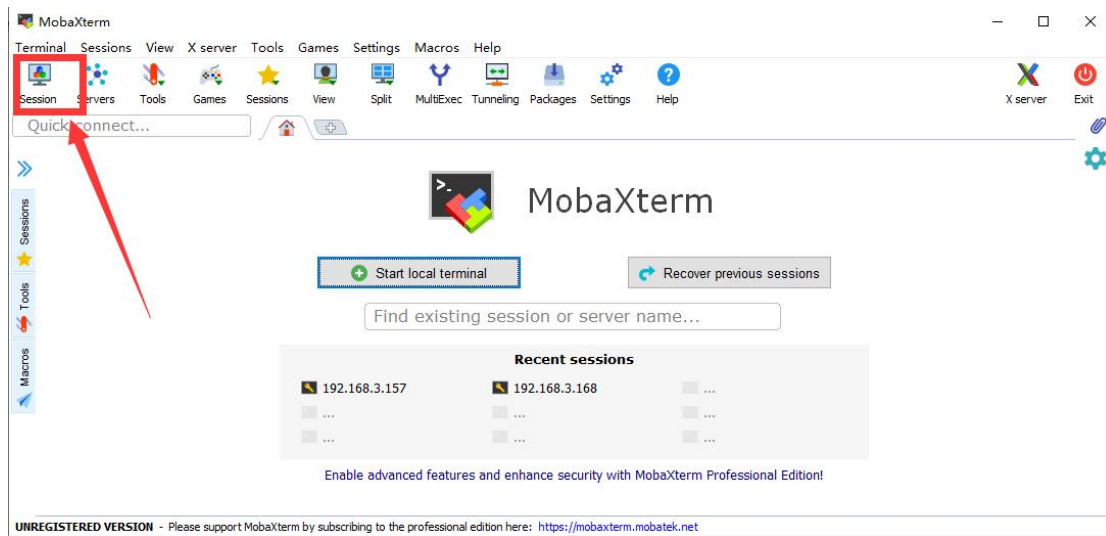 MobaXterm
Terminal Sessions View X server Tools Games Settings Macros Help
Session Servers Tools Games Sessions View Split MultiExec Tunneling Packages Settings Help X server Exit
Quick connect...
Sessions
Tools
Macros
>_
MobaXterm
Start local terminal Recover previous sessions
Find existing session or server name...
Recent sessions
192.168.3.157 192.168.3.168 ...
... ... ...
... ... ...
Enable advanced features and enhance security with MobaXterm Professional Edition!
UNREGISTERED VERSION - Please support MobaXterm by subscribing to the professional edition here: https://mobaxterm.mobatek.net